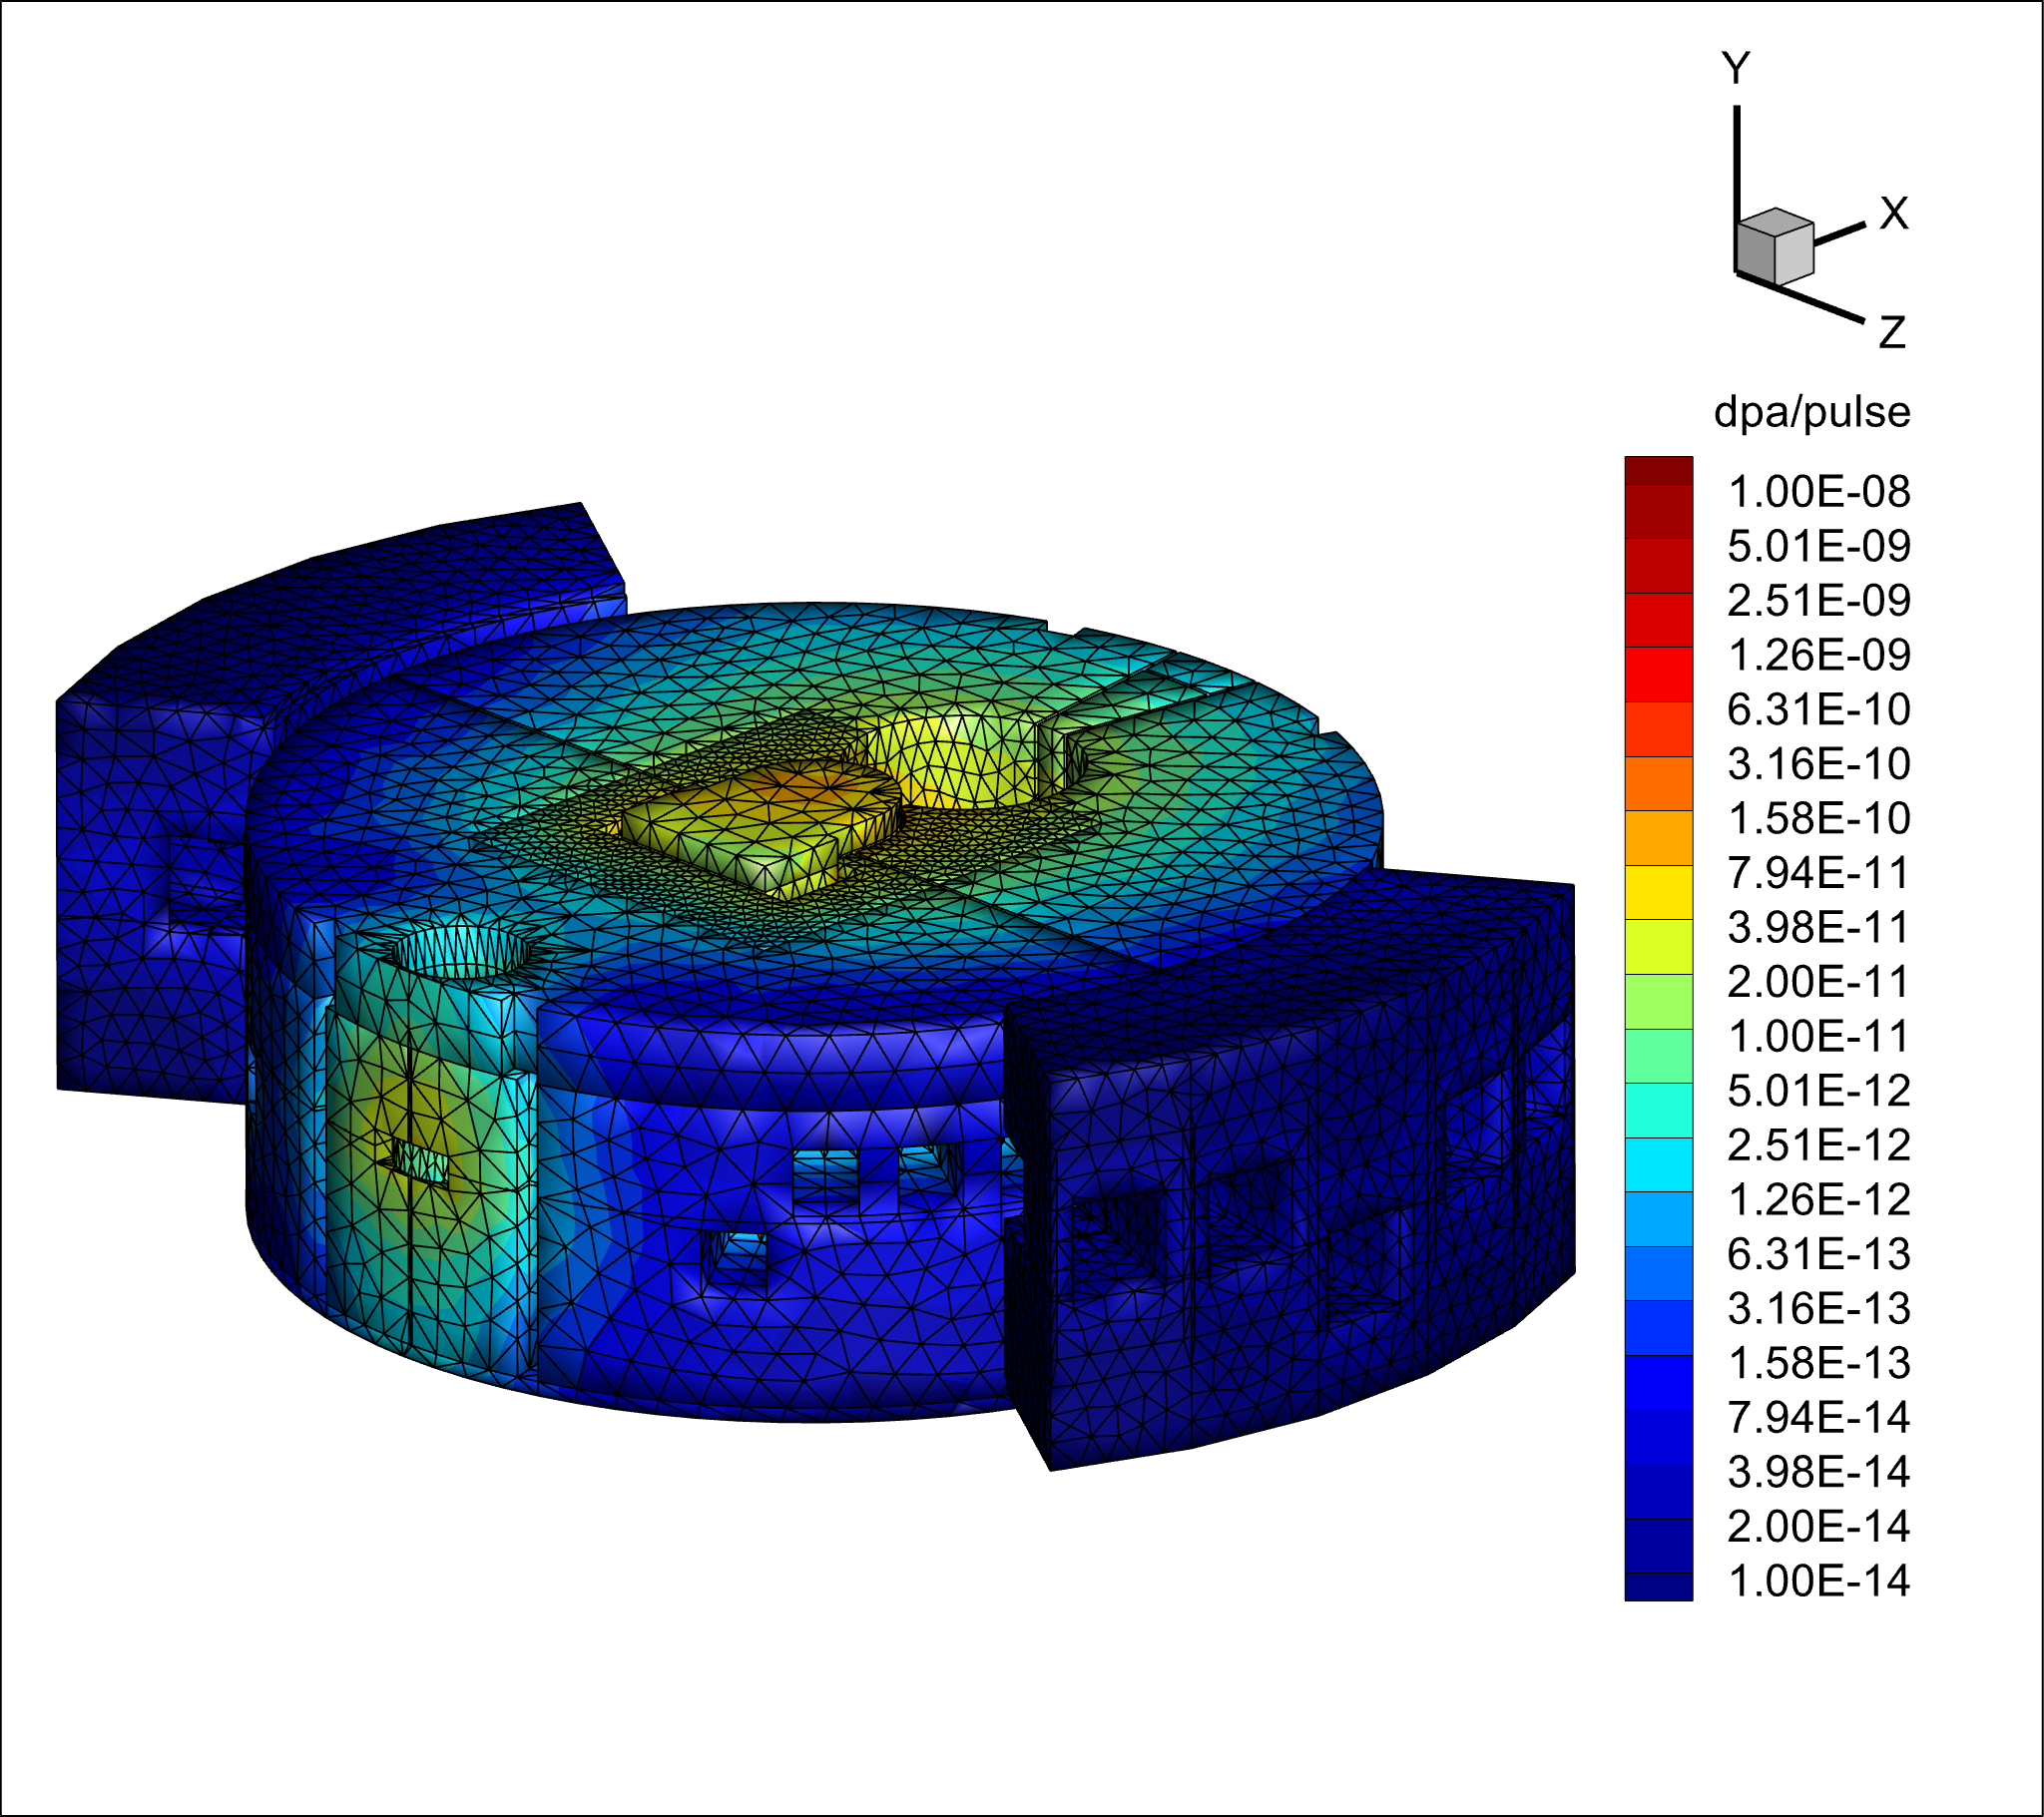 Y
X
Z
dpa/pulse
1.00E-08
5.01E-09
2.51E-09
1.26E-09
6.31E-10
3.16E-10
1.58E-10
7.94E-11
3.98E-11
2.00E-11
1.00E-11
5.01E-12
2.51E-12
1.26E-12
6.31E-13
3.16E-13
1.58E-13
7.94E-14
3.98E-14
2.00E-14
1.00E-14